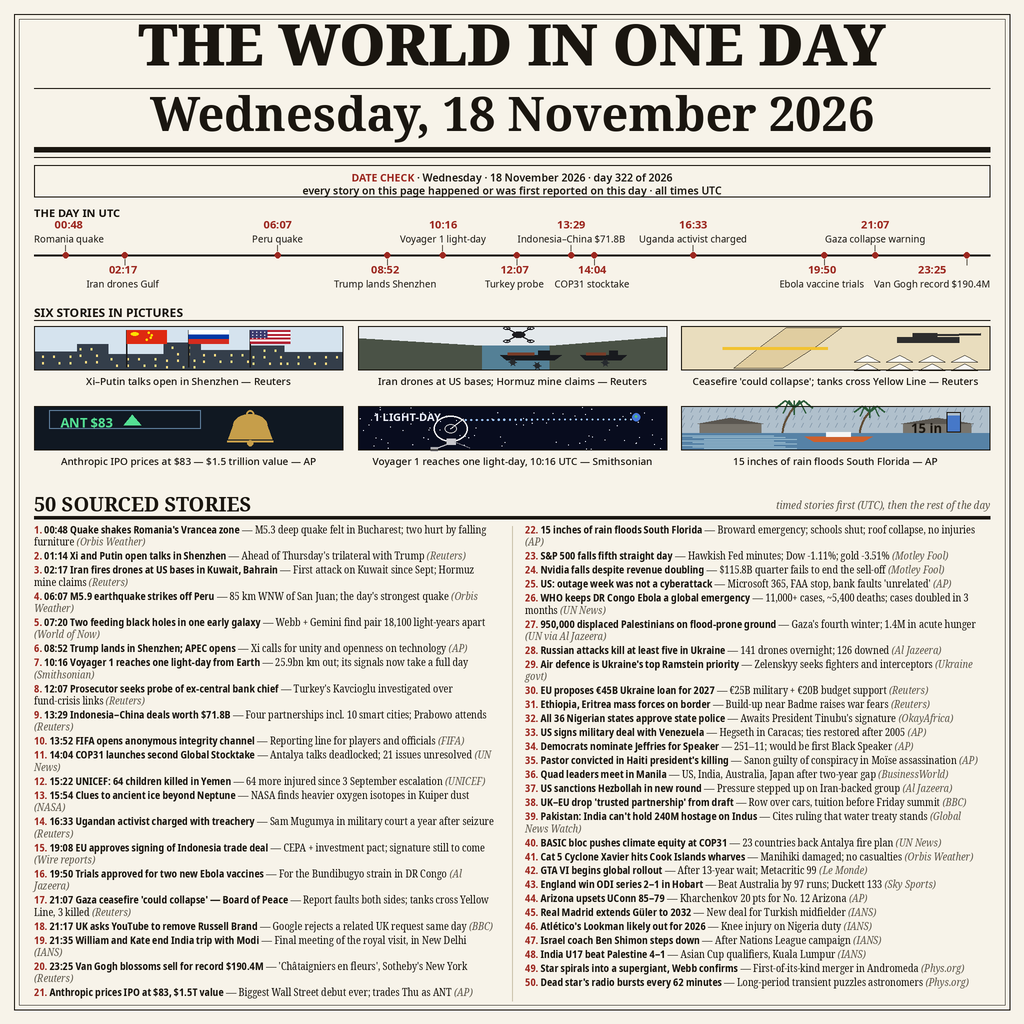 THE WORLD IN ONE DAY
Wednesday, 18 November 2026
DATE CHECK · Wednesday · 18 November 2026 · day 322 of 2026
every story on this page happened or was first reported on this day · all times UTC
THE DAY IN UTC
00:48
Romania quake
06:07
Peru quake
10:16
Voyager 1 light-day
13:29
Indonesia–China $71.8B
16:33
Uganda activist charged
21:07
Gaza collapse warning
02:17
Iran drones Gulf
08:52
Trump lands Shenzhen
12:07
Turkey probe
14:04
COP31 stocktake
19:50
Ebola vaccine trials
23:25
Van Gogh record $190.4M
SIX STORIES IN PICTURES
Xi–Putin talks open in Shenzhen — Reuters
Iran drones at US bases; Hormuz mine claims — Reuters
Ceasefire 'could collapse'; tanks cross Yellow Line — Reuters
ANT $83
1 LIGHT-DAY
15 in
Anthropic IPO prices at $83 — $1.5 trillion value — AP
Voyager 1 reaches one light-day, 10:16 UTC — Smithsonian
15 inches of rain floods South Florida — AP
50 SOURCED STORIES
timed stories first (UTC), then the rest of the day
1. 00:48 Quake shakes Romania's Vrancea zone — M5.3 deep quake felt in Bucharest; two hurt by falling
furniture (Orbis Weather)
2. 01:14 Xi and Putin open talks in Shenzhen — Ahead of Thursday's trilateral with Trump (Reuters)
3. 02:17 Iran fires drones at US bases in Kuwait, Bahrain — First attack on Kuwait since Sept; Hormuz
mine claims (Reuters)
4. 06:07 M5.9 earthquake strikes off Peru — 85 km WNW of San Juan; the day's strongest quake (Orbis
Weather)
5. 07:20 Two feeding black holes in one early galaxy — Webb + Gemini find pair 18,100 light-years apart
(World of Now)
6. 08:52 Trump lands in Shenzhen; APEC opens — Xi calls for unity and openness on technology (AP)
7. 10:16 Voyager 1 reaches one light-day from Earth — 25.9bn km out; its signals now take a full day
(Smithsonian)
8. 12:07 Prosecutor seeks probe of ex-central bank chief — Turkey's Kavcioglu investigated over
fund-crisis links (Reuters)
9. 13:29 Indonesia–China deals worth $71.8B — Four partnerships incl. 10 smart cities; Prabowo attends
(Reuters)
10. 13:52 FIFA opens anonymous integrity channel — Reporting line for players and officials (FIFA)
11. 14:04 COP31 launches second Global Stocktake — Antalya talks deadlocked; 21 issues unresolved (UN
News)
12. 15:22 UNICEF: 64 children killed in Yemen — 64 more injured since 3 September escalation (UNICEF)
13. 15:54 Clues to ancient ice beyond Neptune — NASA finds heavier oxygen isotopes in Kuiper dust
(NASA)
14. 16:33 Ugandan activist charged with treachery — Sam Mugumya in military court a year after seizure
(Reuters)
15. 19:08 EU approves signing of Indonesia trade deal — CEPA + investment pact; signature still to come
(Wire reports)
16. 19:50 Trials approved for two new Ebola vaccines — For the Bundibugyo strain in DR Congo (Al
Jazeera)
17. 21:07 Gaza ceasefire 'could collapse' — Board of Peace — Report faults both sides; tanks cross Yellow
Line, 3 killed (Reuters)
18. 21:17 UK asks YouTube to remove Russell Brand — Google rejects a related UK request same day (BBC)
19. 21:35 William and Kate end India trip with Modi — Final meeting of the royal visit, in New Delhi
(IANS)
20. 23:25 Van Gogh blossoms sell for record $190.4M — 'Châtaigniers en fleurs', Sotheby's New York
(Reuters)
21. Anthropic prices IPO at $83, $1.5T value — Biggest Wall Street debut ever; trades Thu as ANT (AP)
22. 15 inches of rain floods South Florida — Broward emergency; schools shut; roof collapse, no injuries
(AP)
23. S&P 500 falls fifth straight day — Hawkish Fed minutes; Dow -1.11%; gold -3.51% (Motley Fool)
24. Nvidia falls despite revenue doubling — $115.8B quarter fails to end the sell-off (Motley Fool)
25. US: outage week was not a cyberattack — Microsoft 365, FAA stop, bank faults 'unrelated' (AP)
26. WHO keeps DR Congo Ebola a global emergency — 11,000+ cases, ~5,400 deaths; cases doubled in 3
months (UN News)
27. 950,000 displaced Palestinians on flood-prone ground — Gaza's fourth winter; 1.4M in acute hunger
(UN via Al Jazeera)
28. Russian attacks kill at least five in Ukraine — 141 drones overnight; 126 downed (Al Jazeera)
29. Air defence is Ukraine's top Ramstein priority — Zelenskyy seeks fighters and interceptors (Ukraine
govt)
30. EU proposes €45B Ukraine loan for 2027 — €25B military + €20B budget support (Reuters)
31. Ethiopia, Eritrea mass forces on border — Build-up near Badme raises war fears (Reuters)
32. All 36 Nigerian states approve state police — Awaits President Tinubu's signature (OkayAfrica)
33. US signs military deal with Venezuela — Hegseth in Caracas; ties restored after 2005 (AP)
34. Democrats nominate Jeffries for Speaker — 251–11; would be first Black Speaker (AP)
35. Pastor convicted in Haiti president's killing — Sanon guilty of conspiracy in Moïse assassination (AP)
36. Quad leaders meet in Manila — US, India, Australia, Japan after two-year gap (BusinessWorld)
37. US sanctions Hezbollah in new round — Pressure stepped up on Iran-backed group (Al Jazeera)
38. UK–EU drop 'trusted partnership' from draft — Row over cars, tuition before Friday summit (BBC)
39. Pakistan: India can't hold 240M hostage on Indus — Cites ruling that water treaty stands (Global
News Watch)
40. BASIC bloc pushes climate equity at COP31 — 23 countries back Antalya fire plan (UN News)
41. Cat 5 Cyclone Xavier hits Cook Islands wharves — Manihiki damaged; no casualties (Orbis Weather)
42. GTA VI begins global rollout — After 13-year wait; Metacritic 99 (Le Monde)
43. England win ODI series 2–1 in Hobart — Beat Australia by 97 runs; Duckett 133 (Sky Sports)
44. Arizona upsets UConn 85–79 — Kharchenkov 20 pts for No. 12 Arizona (AP)
45. Real Madrid extends Güler to 2032 — New deal for Turkish midfielder (IANS)
46. Atlético's Lookman likely out for 2026 — Knee injury on Nigeria duty (IANS)
47. Israel coach Ben Shimon steps down — After Nations League campaign (IANS)
48. India U17 beat Palestine 4–1 — Asian Cup qualifiers, Kuala Lumpur (IANS)
49. Star spirals into a supergiant, Webb confirms — First-of-its-kind merger in Andromeda (Phys.org)
50. Dead star's radio bursts every 62 minutes — Long-period transient puzzles astronomers (Phys.org)